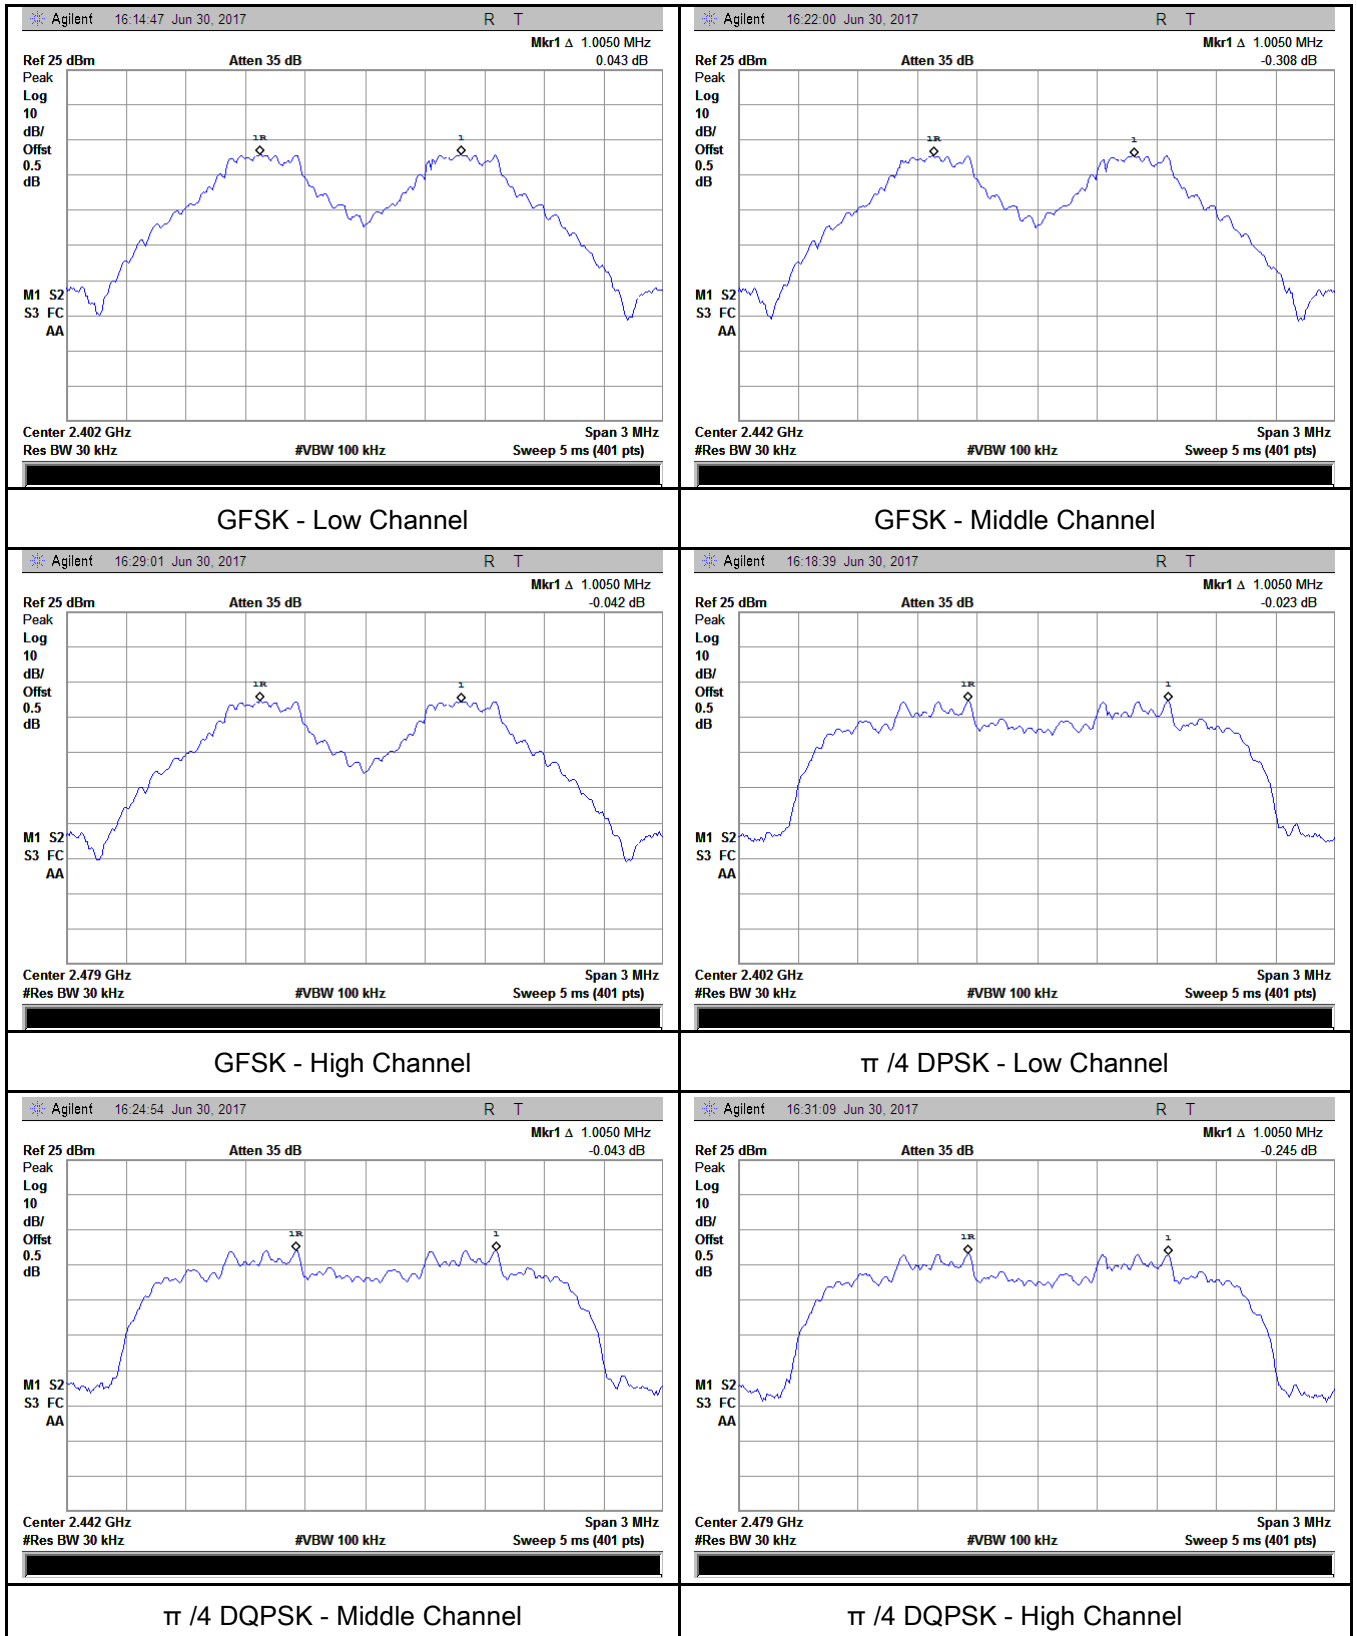 Agilent 16:14:47 Jun 30, 2017 R T
Mkr1 Δ 1.0050 MHz
Ref 25 dBm Atten 35 dB 0.043 dB
Peak
Log
10
dB/
Offst
0.5
dB
1R 1
M1 S2
S3 FC
AA
Center 2.402 GHz Span 3 MHz
Res BW 30 kHz #VBW 100 kHz Sweep 5 ms (401 pts)
GFSK - Low Channel
Agilent 16:22:00 Jun 30, 2017 R T
Mkr1 Δ 1.0050 MHz
Ref 25 dBm Atten 35 dB -0.308 dB
Peak
Log
10
dB/
Offst
0.5
dB
1R 1
M1 S2
S3 FC
AA
Center 2.442 GHz Span 3 MHz
#Res BW 30 kHz #VBW 100 kHz Sweep 5 ms (401 pts)
GFSK - Middle Channel
Agilent 16:29:01 Jun 30, 2017 R T
Mkr1 Δ 1.0050 MHz
Ref 25 dBm Atten 35 dB -0.042 dB
Peak
Log
10
dB/
Offst
0.5
dB
1R 1
M1 S2
S3 FC
AA
Center 2.479 GHz Span 3 MHz
#Res BW 30 kHz #VBW 100 kHz Sweep 5 ms (401 pts)
GFSK - High Channel
Agilent 16:18:39 Jun 30, 2017 R T
Mkr1 Δ 1.0050 MHz
Ref 25 dBm Atten 35 dB -0.023 dB
Peak
Log
10
dB/
Offst
0.5
dB
1R 1
M1 S2
S3 FC
AA
Center 2.402 GHz Span 3 MHz
#Res BW 30 kHz #VBW 100 kHz Sweep 5 ms (401 pts)
π /4 DPSK - Low Channel
Agilent 16:24:54 Jun 30, 2017 R T
Mkr1 Δ 1.0050 MHz
Ref 25 dBm Atten 35 dB -0.043 dB
Peak
Log
10
dB/
Offst
0.5
dB
1R 1
M1 S2
S3 FC
AA
Center 2.442 GHz Span 3 MHz
#Res BW 30 kHz #VBW 100 kHz Sweep 5 ms (401 pts)
π /4 DQPSK - Middle Channel
Agilent 16:31:09 Jun 30, 2017 R T
Mkr1 Δ 1.0050 MHz
Ref 25 dBm Atten 35 dB -0.245 dB
Peak
Log
10
dB/
Offst
0.5
dB
1R 1
M1 S2
S3 FC
AA
Center 2.479 GHz Span 3 MHz
#Res BW 30 kHz #VBW 100 kHz Sweep 5 ms (401 pts)
π /4 DQPSK - High Channel